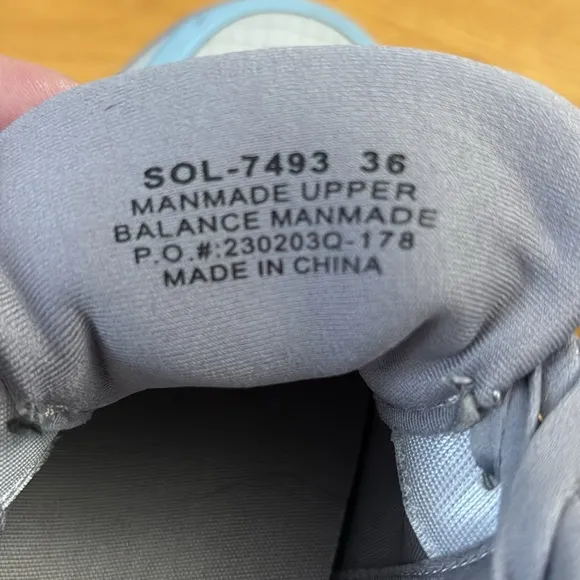 SOL-7493 36
MANMADE UPPER
BALANCE MANMADE
P.O.#:230203Q-178
MADE IN CHINA